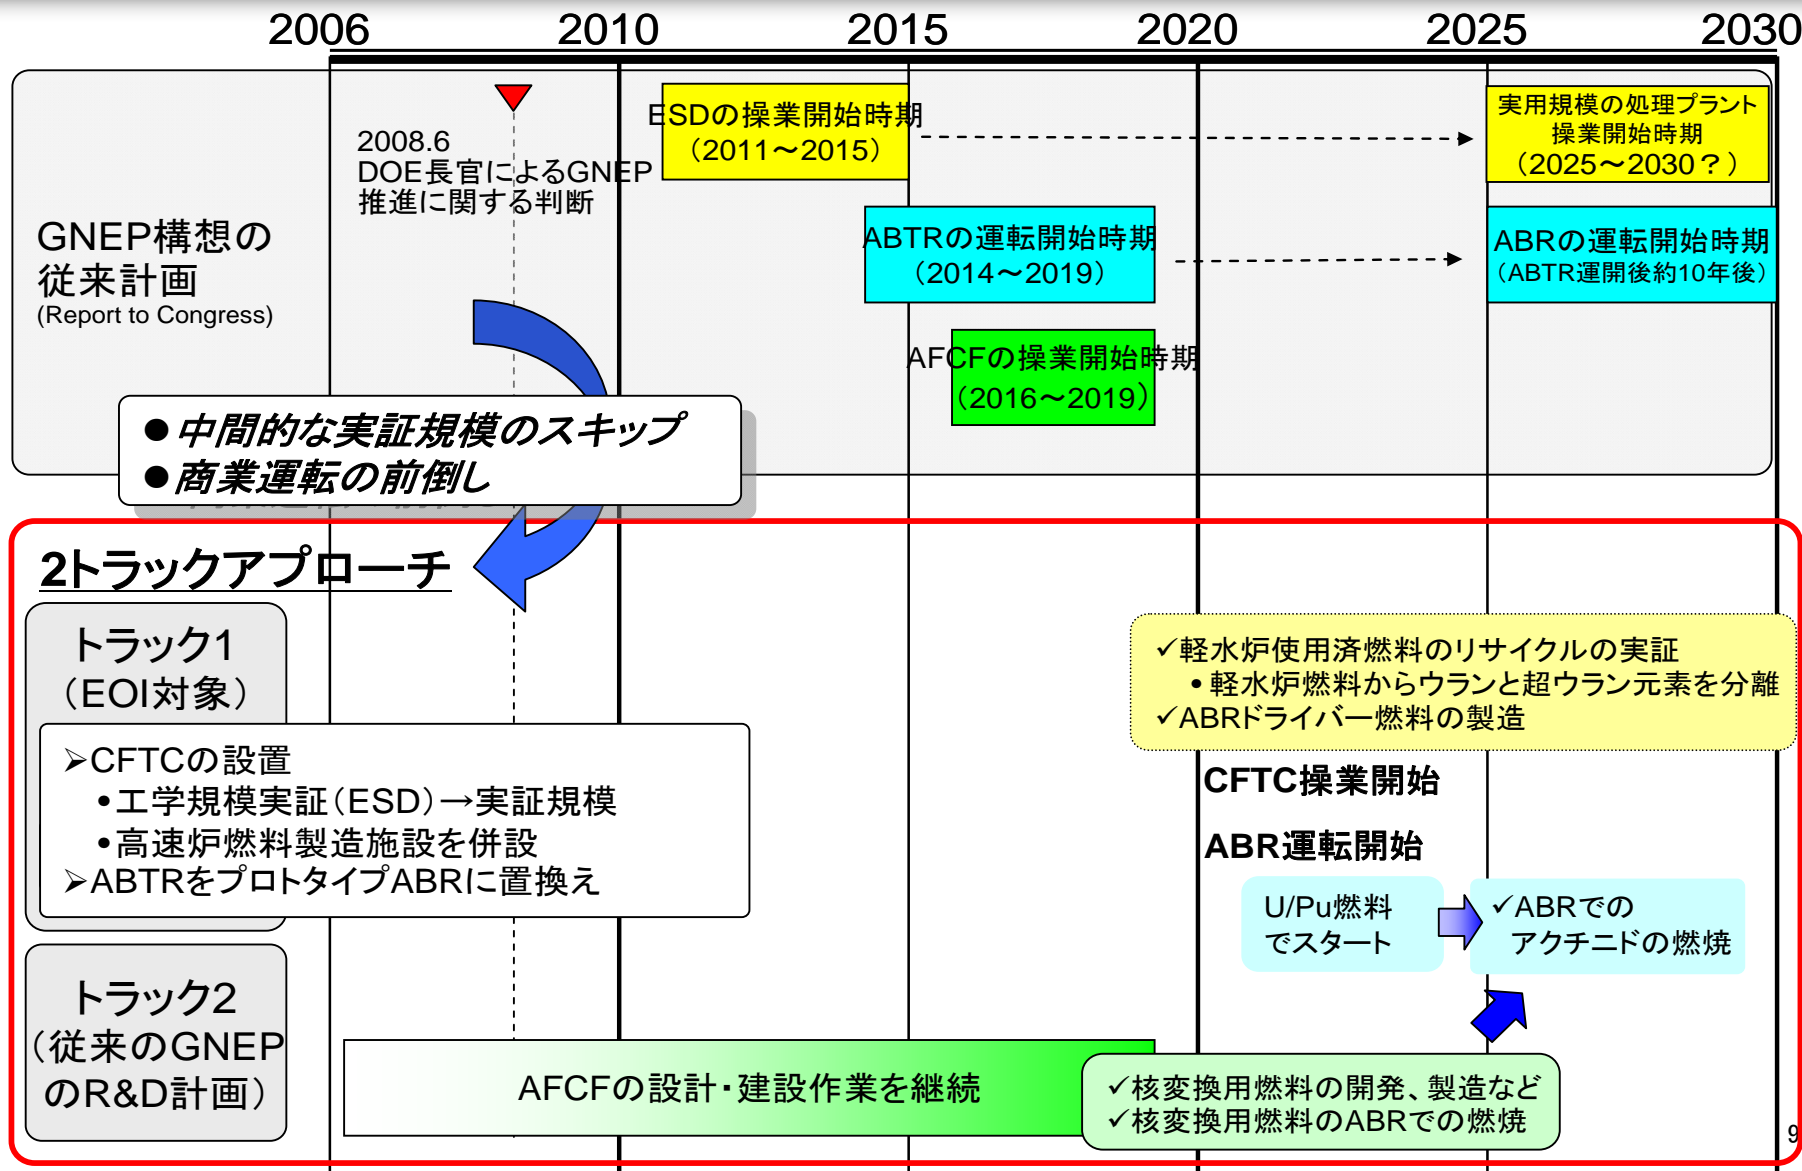 2006 2010 2015 2020 2025 2030
GNEP構想の
従来計画
(Report to Congress)
2008.6
DOE長官によるGNEP
推進に関する判断
ESDの操業開始時期
(2011～2015)
実用規模の処理プラント
操業開始時期
(2025～2030？)
ABTRの運転開始時期
(2014～2019)
ABRの運転開始時期
(ABTR運開後約10年後)
AFCFの操業開始時期
(2016～2019)
●中間的な実証規模のスキップ
●商業運転の前倒し
2トラックアプローチ
トラック1
(EOI対象)
➢CFTCの設置
•工学規模実証(ESD)→実証規模
•高速炉燃料製造施設を併設
➢ABTRをプロトタイプABRに置換え
✓軽水炉使用済燃料のリサイクルの実証
•軽水炉燃料からウランと超ウラン元素を分離
✓ABRドライバー燃料の製造
CFTC操業開始
ABR運転開始
U/Pu燃料
でスタート
✓ABRでの
アクチニドの燃焼
トラック2
(従来のGNEP
のR&D計画)
AFCFの設計・建設作業を継続
✓核変換用燃料の開発、製造など
✓核変換用燃料のABRでの燃焼
9